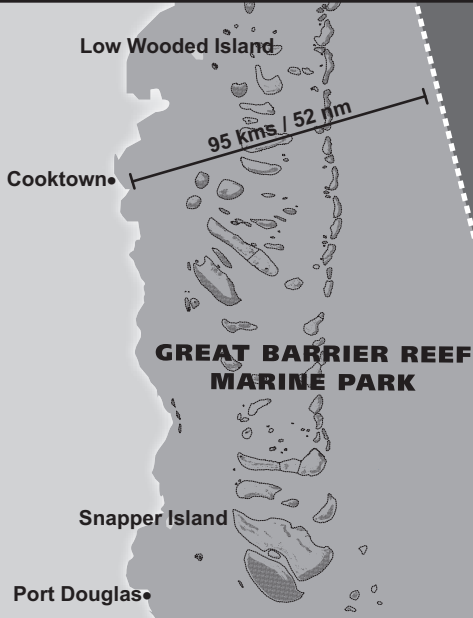 Low Wooded Island
95 kms / 52 nm
Cooktown
GREAT BARRIER REEF
MARINE PARK
Snapper Island
Port Douglas